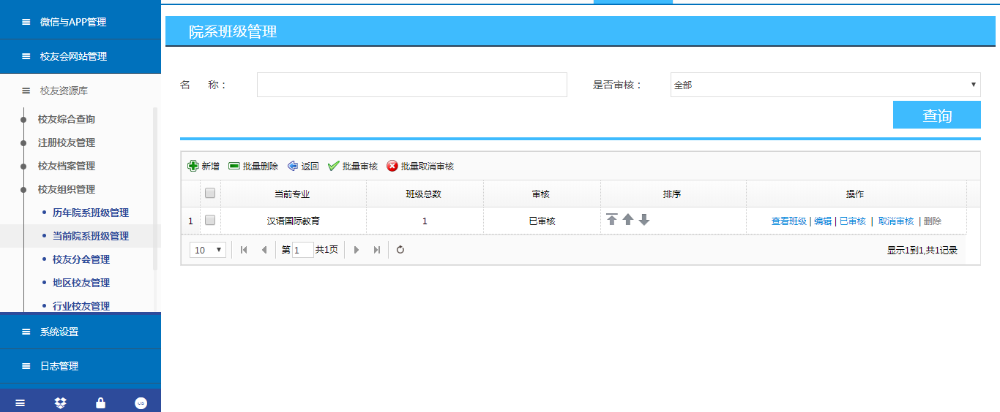 微信与APP管理
校友会网站管理
校友资源库
校友综合查询
注册校友管理
校友档案管理
校友组织管理
历年院系班级管理
当前院系班级管理
校友分会管理
地区校友管理
行业校友管理
系统设置
日志管理
院系班级管理
名 称： 是否审核： 全部
查询
新增 批量删除 返回 批量审核 批量取消审核
当前专业 班级总数 审核 排序 操作
1 汉语国际教育 1 已审核 查看班级 | 编辑 | 已审核 | 取消审核 | 删除
10 第 1 共1页 显示1到1,共1记录